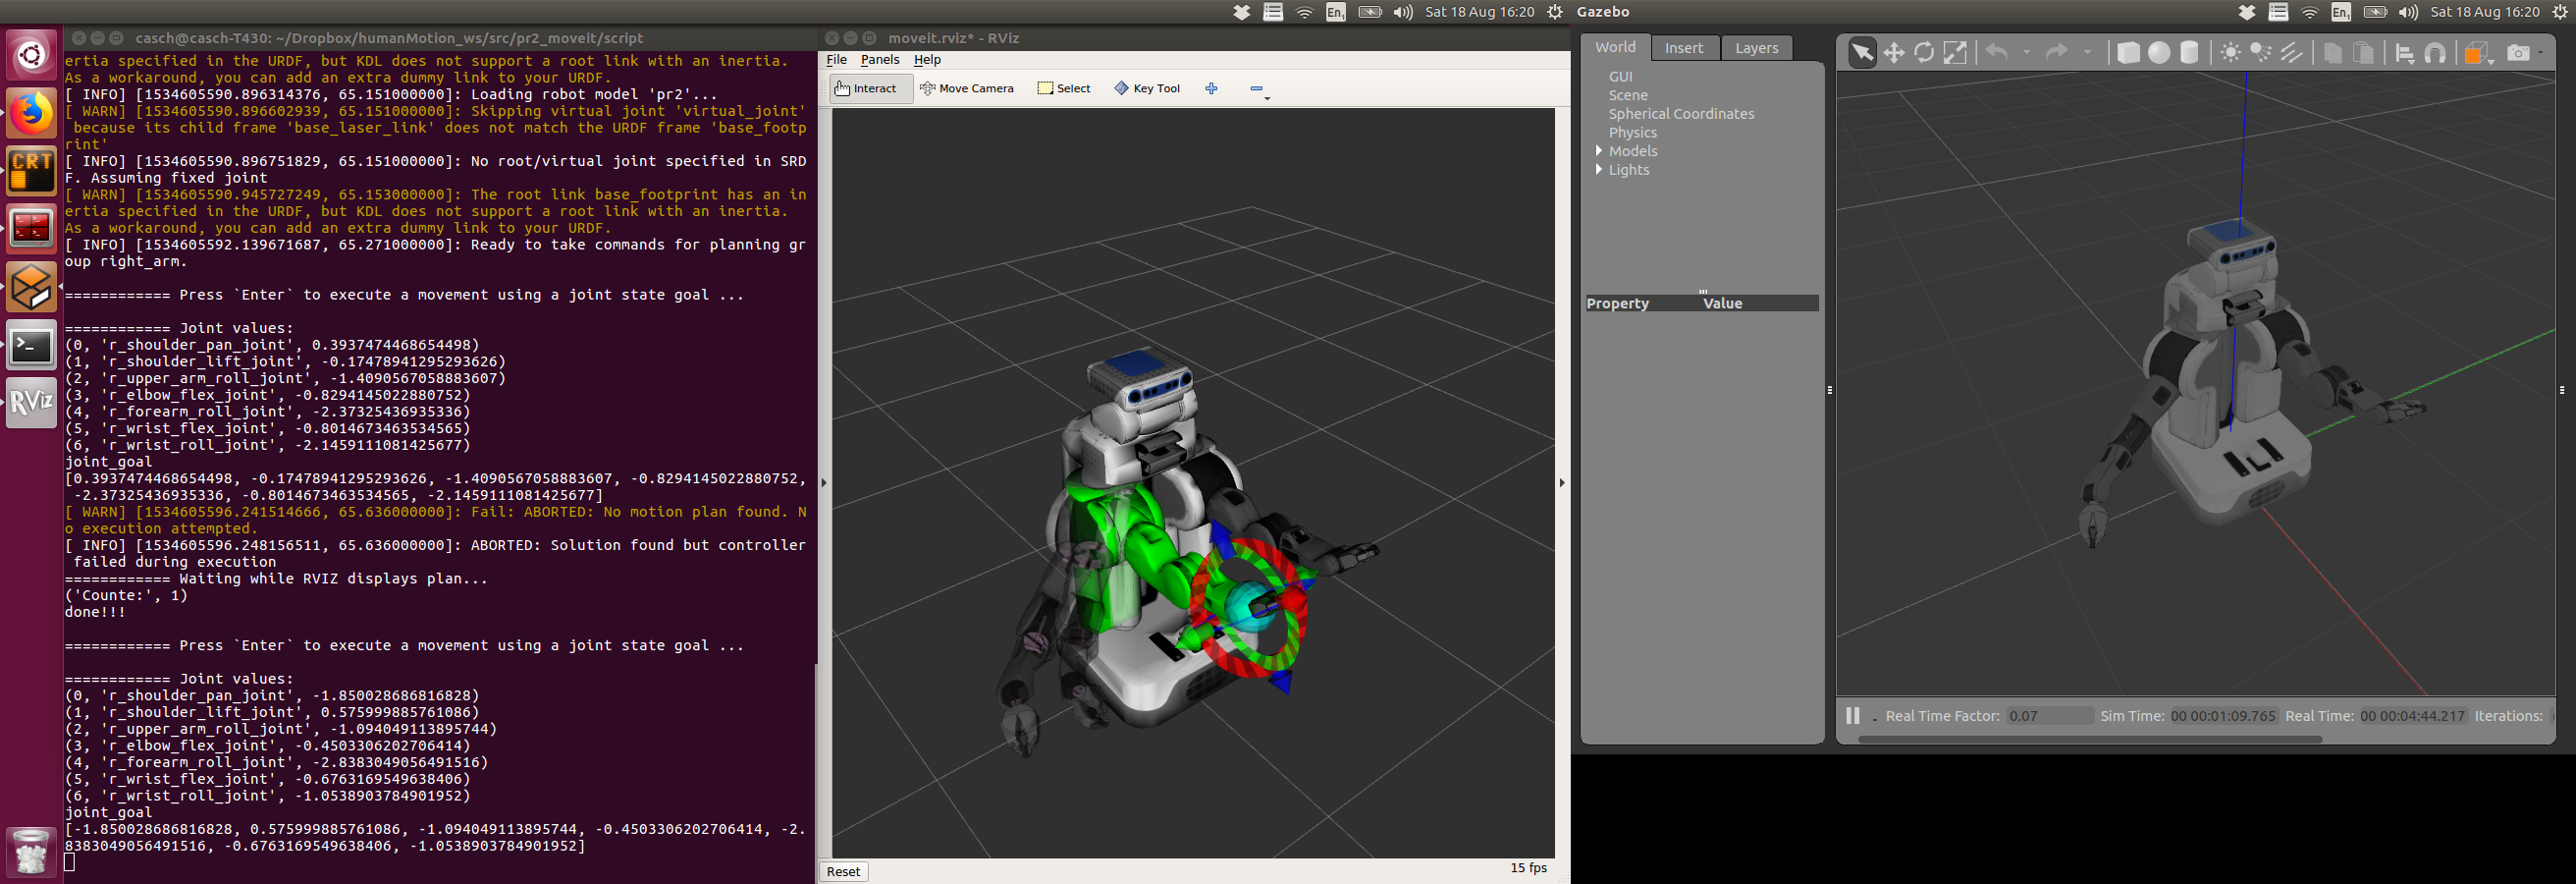 En1
Sat 18 Aug 16:20
Gazebo
En1
Sat 18 Aug 16:20
casch@casch-T430: ~/Dropbox/humanMotion_ws/src/pr2_moveit/script
ertia specified in the URDF, but KDL does not support a root link with an inertia.
As a workaround, you can add an extra dummy link to your URDF.
[ INFO] [1534605590.896314376, 65.151000000]: Loading robot model 'pr2'...
[ WARN] [1534605590.896602939, 65.151000000]: Skipping virtual joint 'virtual_joint'
because its child frame 'base_laser_link' does not match the URDF frame 'base_footp
rint'
[ INFO] [1534605590.896751829, 65.151000000]: No root/virtual joint specified in SRD
F. Assuming fixed joint
[ WARN] [1534605590.945727249, 65.153000000]: The root link base_footprint has an in
ertia specified in the URDF, but KDL does not support a root link with an inertia.
As a workaround, you can add an extra dummy link to your URDF.
[ INFO] [1534605592.139671687, 65.271000000]: Ready to take commands for planning gr
oup right_arm.
============ Press `Enter` to execute a movement using a joint state goal ...
============ Joint values:
(0, 'r_shoulder_pan_joint', 0.3937474468654498)
(1, 'r_shoulder_lift_joint', -0.17478941295293626)
(2, 'r_upper_arm_roll_joint', -1.4090567058883607)
(3, 'r_elbow_flex_joint', -0.8294145022880752)
(4, 'r_forearm_roll_joint', -2.37325436935336)
(5, 'r_wrist_flex_joint', -0.8014673463534565)
(6, 'r_wrist_roll_joint', -2.1459111081425677)
joint_goal
[0.3937474468654498, -0.17478941295293626, -1.4090567058883607, -0.8294145022880752,
-2.37325436935336, -0.8014673463534565, -2.1459111081425677]
[ WARN] [1534605596.241514666, 65.636000000]: Fail: ABORTED: No motion plan found. N
o execution attempted.
[ INFO] [1534605596.248156511, 65.636000000]: ABORTED: Solution found but controller
failed during execution
============ Waiting while RVIZ displays plan...
('Counte:', 1)
done!!!
============ Press `Enter` to execute a movement using a joint state goal ...
============ Joint values:
(0, 'r_shoulder_pan_joint', -1.850028686816828)
(1, 'r_shoulder_lift_joint', 0.575999885761086)
(2, 'r_upper_arm_roll_joint', -1.094049113895744)
(3, 'r_elbow_flex_joint', -0.4503306202706414)
(4, 'r_forearm_roll_joint', -2.8383049056491516)
(5, 'r_wrist_flex_joint', -0.6763169549638406)
(6, 'r_wrist_roll_joint', -1.0538903784901952)
joint_goal
[-1.850028686816828, 0.575999885761086, -1.094049113895744, -0.4503306202706414, -2.
8383049056491516, -0.6763169549638406, -1.0538903784901952]
CRT
RViz
moveit.rviz* - RViz
File Panels Help
Interact Move Camera Select Key Tool
Reset
15 fps
World Insert Layers
GUI
Scene
Spherical Coordinates
Physics
Models
Lights
Property Value
Real Time Factor: 0.07 Sim Time: 00 00:01:09.765 Real Time: 00 00:04:44.217 Iterations: